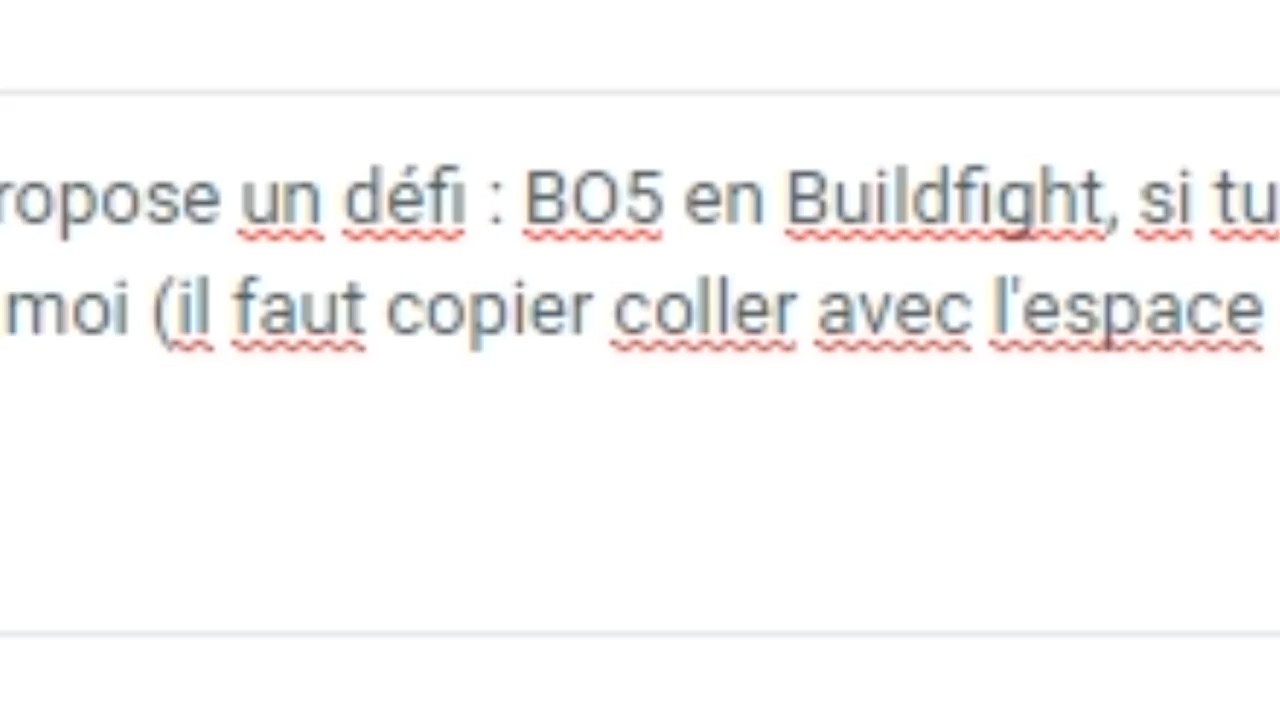 ropose un défi : BO5 en Buildfight, si tu
moi (il faut copier coller avec l'espace